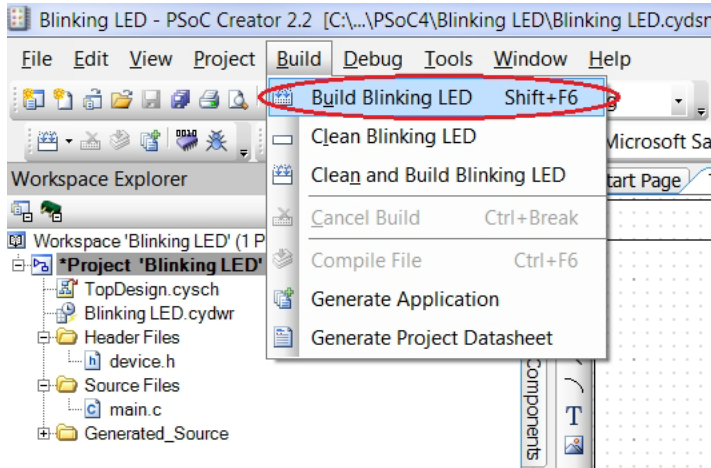 Blinking LED - PSoC Creator 2.2 [C:\...\PSoC4\Blinking LED\Blinking LED.cydsn
File Edit View Project Build Debug Tools Window Help
Build Blinking LED Shift+F6
Clean Blinking LED
Microsoft Sa
Workspace Explorer
Clean and Build Blinking LED
tart Page
Cancel Build Ctrl+Break
Workspace 'Blinking LED' (1 P
*Project 'Blinking LED'
Compile File Ctrl+F6
TopDesign.cysch
Generate Application
Blinking LED.cydwr
Header Files
Generate Project Datasheet
device.h
Source Files
main.c
Generated_Source
Components